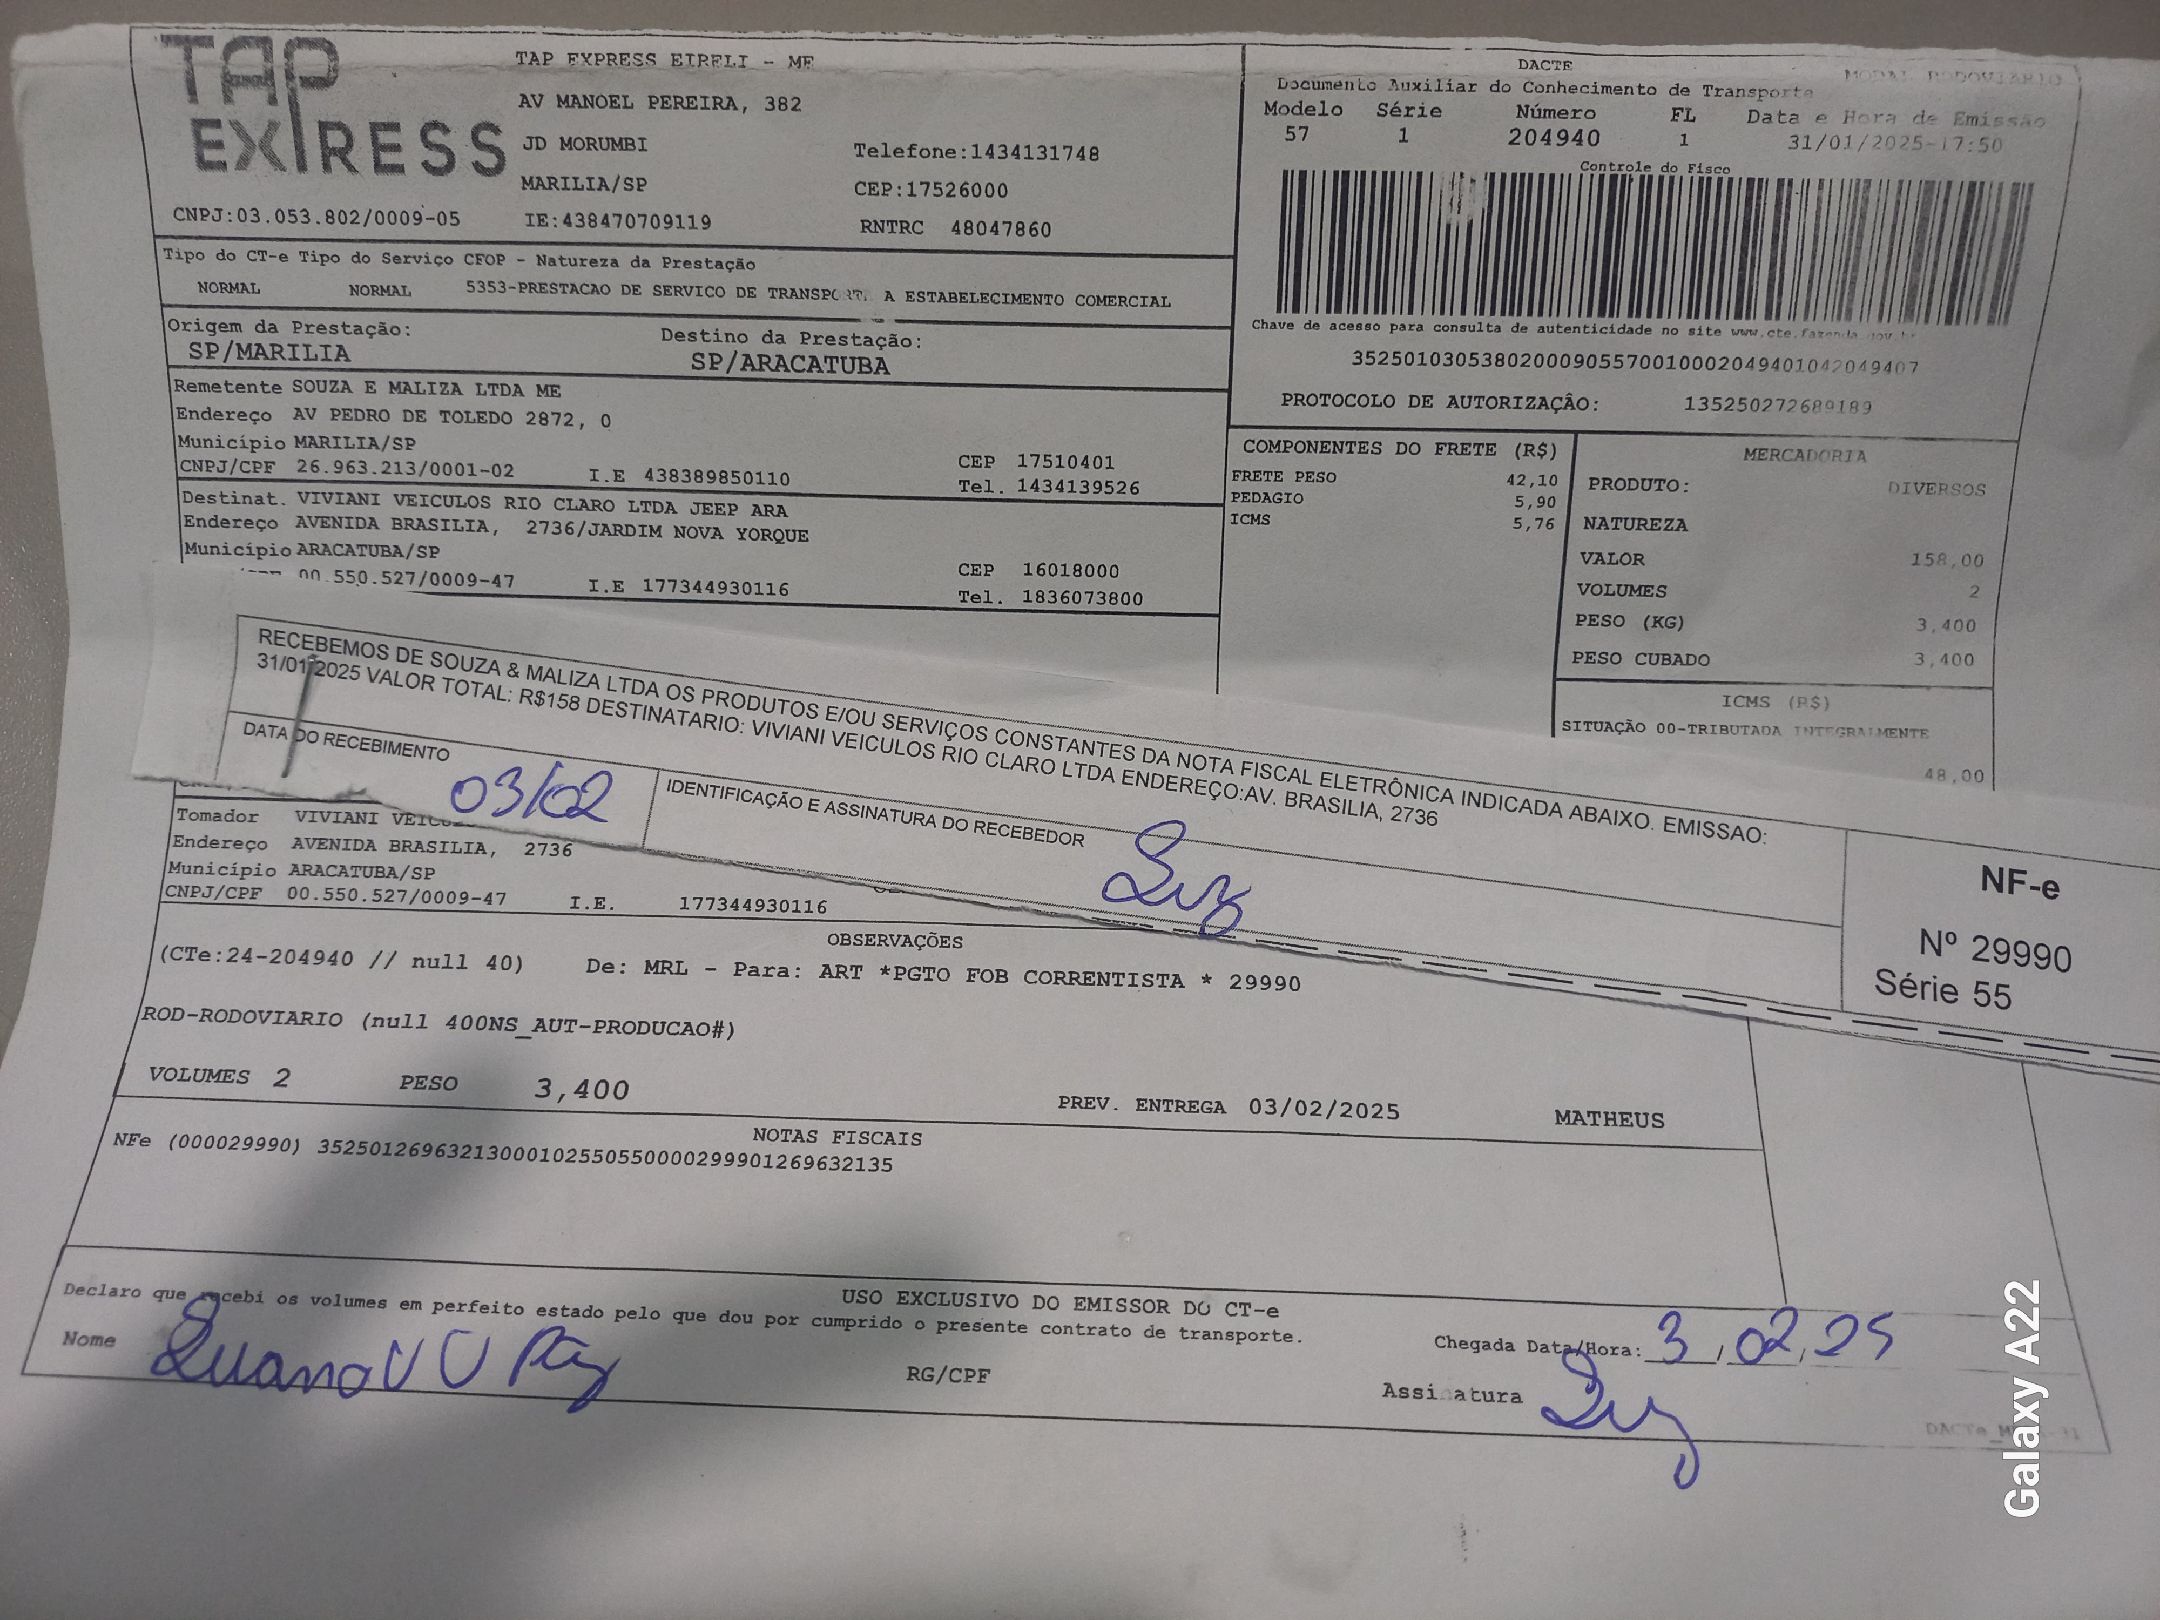 TAP EXPRESS
TAP EXPRESS EIRELI - ME
AV MANOEL PEREIRA, 382
JD MORUMBI Telefone:1434131748
MARILIA/SP CEP:17526000
CNPJ:03.053.802/0009-05 IE:438470709119 RNTRC 48047860
DACTE MODAL RODOVIARIO
Documento Auxiliar do Conhecimento de Transporte
Modelo Série Número FL Data e Hora de Emissão
57 1 204940 1 31/01/2025-17:50
Controle do Fisco
Chave de acesso para consulta de autenticidade no site www.cte.fazenda.gov.br
35250103053802000905570010002049401042049407
PROTOCOLO DE AUTORIZAÇÂO: 135250272689189
Tipo do CT-e Tipo do Serviço CFOP - Natureza da Prestação
NORMAL NORMAL 5353-PRESTACAO DE SERVICO DE TRANSPORT. A ESTABELECIMENTO COMERCIAL
Origem da Prestação: Destino da Prestação:
SP/MARILIA SP/ARACATUBA
Remetente SOUZA E MALIZA LTDA ME
Endereço AV PEDRO DE TOLEDO 2872, 0
Município MARILIA/SP CEP 17510401
CNPJ/CPF 26.963.213/0001-02 I.E 438389850110 Tel. 1434139526
Destinat. VIVIANI VEICULOS RIO CLARO LTDA JEEP ARA
Endereço AVENIDA BRASILIA, 2736/JARDIM NOVA YORQUE
Município ARACATUBA/SP CEP 16018000
00.550.527/0009-47 I.E 177344930116 Tel. 1836073800
COMPONENTES DO FRETE (R$)
FRETE PESO 42,10
PEDAGIO 5,90
ICMS 5,76
MERCADORIA
PRODUTO: DIVERSOS
NATUREZA
VALOR 158,00
VOLUMES 2
PESO (KG) 3,400
PESO CUBADO 3,400
ICMS (R$)
SITUAÇÃO 00-TRIBUTADA INTEGRALMENTE
48,00
RECEBEMOS DE SOUZA & MALIZA LTDA OS PRODUTOS E/OU SERVIÇOS CONSTANTES DA NOTA FISCAL ELETRÔNICA INDICADA ABAIXO. EMISSAO:
31/01/2025 VALOR TOTAL: R$158 DESTINATARIO: VIVIANI VEICULOS RIO CLARO LTDA ENDEREÇO:AV. BRASILIA, 2736
DATA DO RECEBIMENTO
03/02
IDENTIFICAÇÃO E ASSINATURA DO RECEBEDOR
NF-e
Nº 29990
Série 55
Tomador VIVIANI
Endereço AVENIDA BRASILIA, 2736
Município ARACATUBA/SP
CNPJ/CPF 00.550.527/0009-47 I.E. 177344930116
OBSERVAÇÕES
(CTe:24-204940 // null 40) De: MRL - Para: ART *PGTO FOB CORRENTISTA * 29990
ROD-RODOVIARIO (null 400NS_AUT-PRODUCAO#)
VOLUMES 2 PESO 3,400 PREV. ENTREGA 03/02/2025 MATHEUS
NOTAS FISCAIS
NFe (000029990) 35250126963213000102550550000299901269632135
USO EXCLUSIVO DO EMISSOR DO CT-e
Declaro que recebi os volumes em perfeito estado pelo que dou por cumprido o presente contrato de transporte.
Nome RG/CPF
Chegada Data/Hora: 3/02/25
Assinatura
Galaxy A22